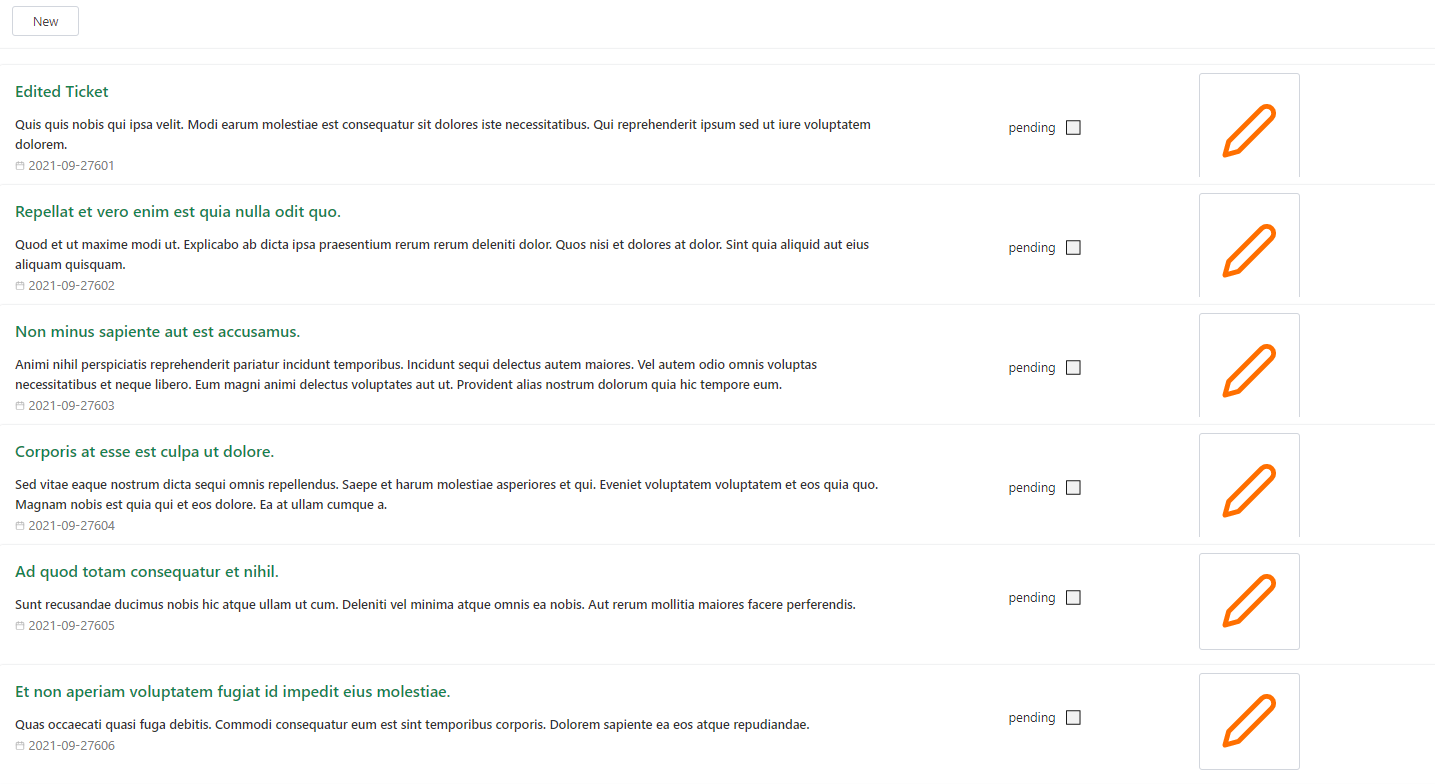 New
Edited Ticket
Quis quis nobis qui ipsa velit. Modi earum molestiae est consequatur sit dolores iste necessitatibus. Qui reprehenderit ipsum sed ut iure voluptatem
dolorem.
pending
2021-09-27601
Repellat et vero enim est quia nulla odit quo.
Quod et ut maxime modi ut. Explicabo ab dicta ipsa praesentium rerum rerum deleniti dolor. Quos nisi et dolores at dolor. Sint quia aliquid aut eius
aliquam quisquam.
pending
2021-09-27602
Non minus sapiente aut est accusamus.
Animi nihil perspiciatis reprehenderit pariatur incidunt temporibus. Incidunt sequi delectus autem maiores. Vel autem odio omnis voluptas
necessitatibus et neque libero. Eum magni animi delectus voluptates aut ut. Provident alias nostrum dolorum quia hic tempore eum.
pending
2021-09-27603
Corporis at esse est culpa ut dolore.
Sed vitae eaque nostrum dicta sequi omnis repellendus. Saepe et harum molestiae asperiores et qui. Eveniet voluptatem voluptatem et eos quia quo.
Magnam nobis est quia qui et eos dolore. Ea at ullam cumque a.
pending
2021-09-27604
Ad quod totam consequatur et nihil.
Sunt recusandae ducimus nobis hic atque ullam ut cum. Deleniti vel minima atque omnis ea nobis. Aut rerum mollitia maiores facere perferendis.
pending
2021-09-27605
Et non aperiam voluptatem fugiat id impedit eius molestiae.
Quas occaecati quasi fuga debitis. Commodi consequatur eum est sint temporibus corporis. Dolorem sapiente ea eos atque repudiandae.
pending
2021-09-27606